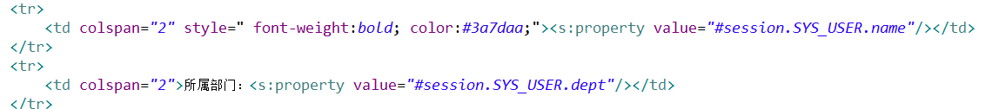 <tr>
<td colspan="2" style=" font-weight:bold; color:#3a7daa;"><s:property value="#session.SYS_USER.name"/></td>
</tr>
<tr>
<td colspan="2">所属部门：<s:property value="#session.SYS_USER.dept"/></td>
</tr>